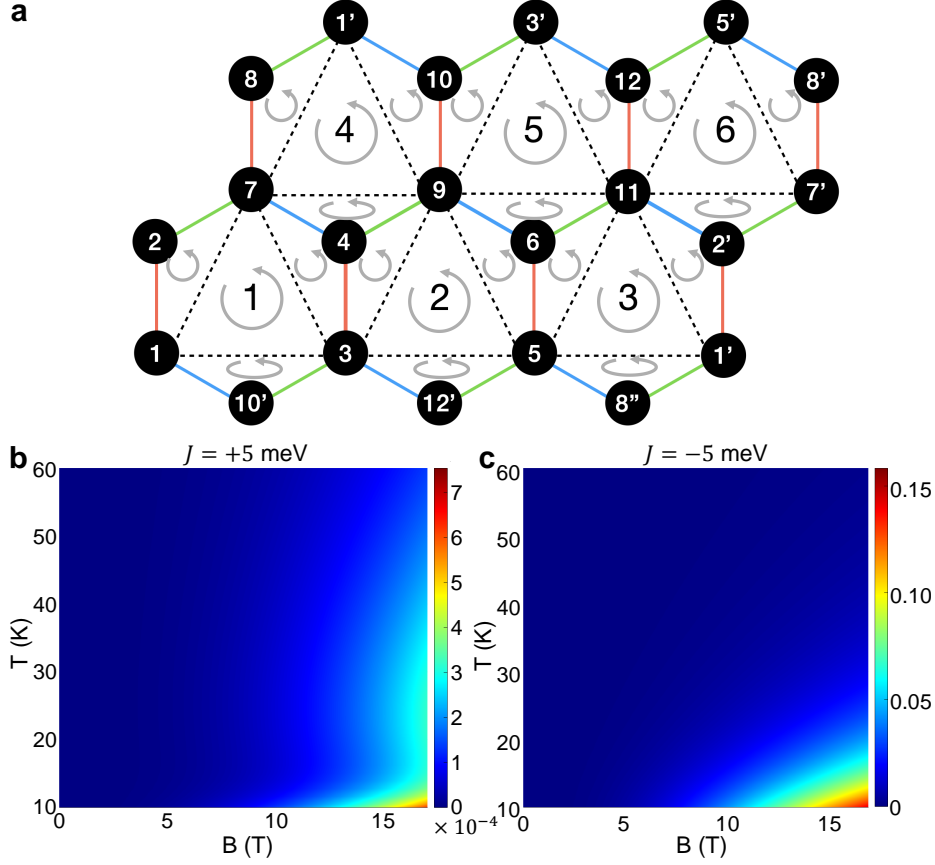 a
1' 3' 5'
8 10 12 8'
4 5 6
7 9 11 7'
2 4 6 2'
1 2 3
1 3 5 1'
10' 12' 8''
b J = +5 meV
c J = −5 meV
60
50
40
30
20
10
T (K)
0 5 10 15
B (T)
7
6
5
4
3
2
1
0
× 10⁻⁴
60
50
40
30
20
10
T (K)
0 5 10 15
B (T)
0.15
0.10
0.05
0